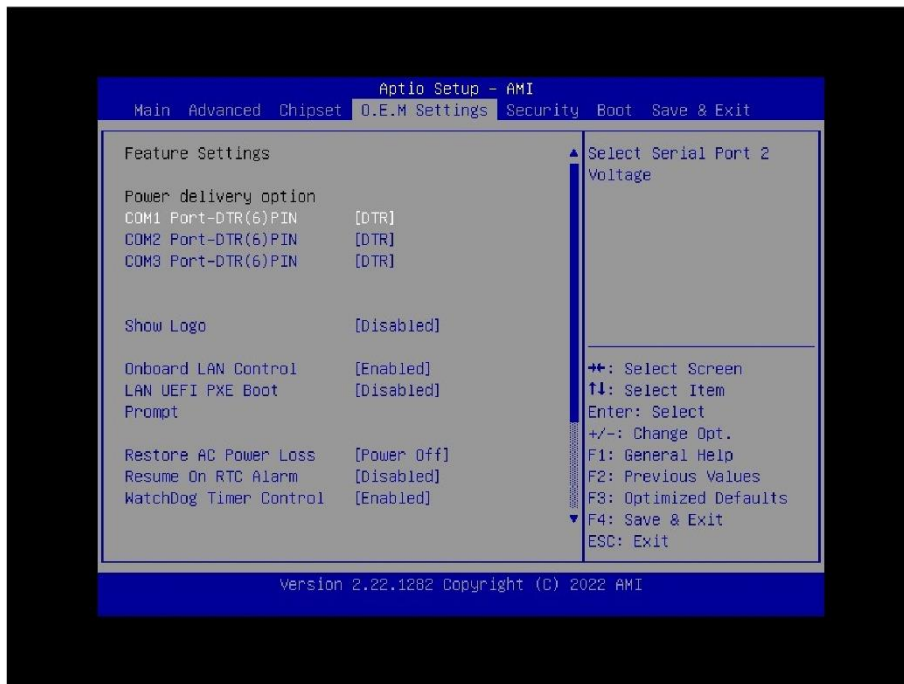 Aptio Setup - AMI
Main Advanced Chipset O.E.M Settings Security Boot Save & Exit
Feature Settings
Power delivery option
COM1 Port-DTR(6)PIN [DTR]
COM2 Port-DTR(6)PIN [DTR]
COM3 Port-DTR(6)PIN [DTR]
Show Logo [Disabled]
Onboard LAN Control [Enabled]
LAN UEFI PXE Boot [Disabled]
Prompt
Restore AC Power Loss [Power Off]
Resume On RTC Alarm [Disabled]
WatchDog Timer Control [Enabled]
Select Serial Port 2
Voltage
→←: Select Screen
↑↓: Select Item
Enter: Select
+/-: Change Opt.
F1: General Help
F2: Previous Values
F3: Optimized Defaults
F4: Save & Exit
ESC: Exit
Version 2.22.1282 Copyright (C) 2022 AMI